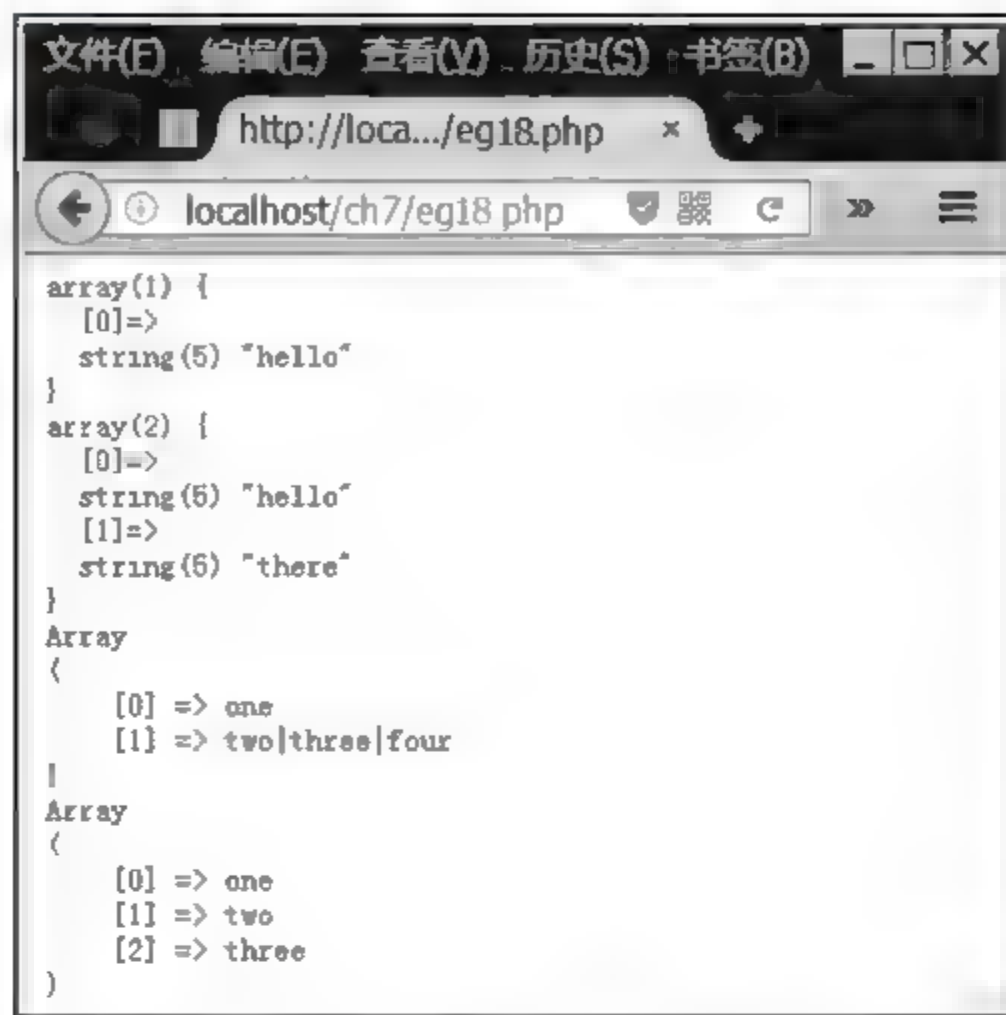 文件(F) 编辑(E) 查看(V) 历史(S) 书签(B)
http://loca.../eg18.php
localhost/ch7/eg18.php
array(1) {
[0]=>
string(5) "hello"
}
array(2) {
[0]=>
string(5) "hello"
[1]=>
string(5) "there"
}
Array
(
[0] => one
[1] => two|three|four
)
Array
(
[0] => one
[1] => two
[2] => three
)